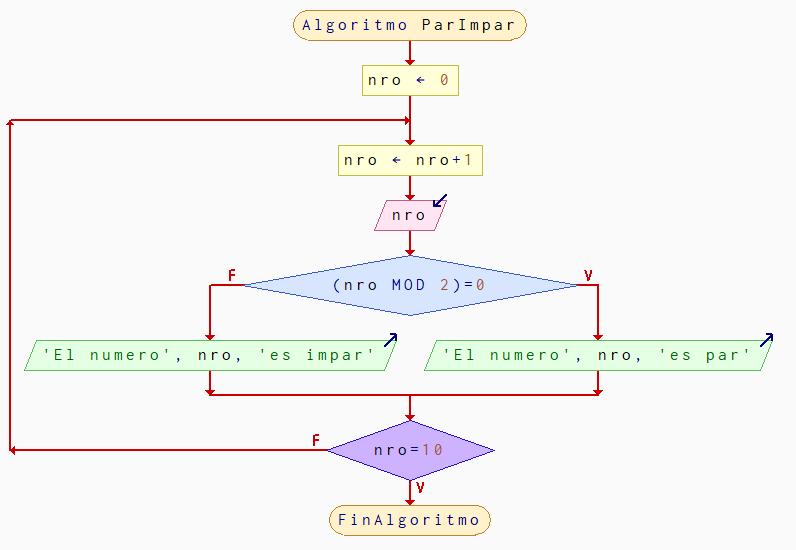 Algoritmo ParImpar
nro ← 0
nro ← nro+1
nro
(nro MOD 2)=0
F
V
'El numero', nro, 'es impar'
'El numero', nro, 'es par'
nro=10
F
V
FinAlgoritmo